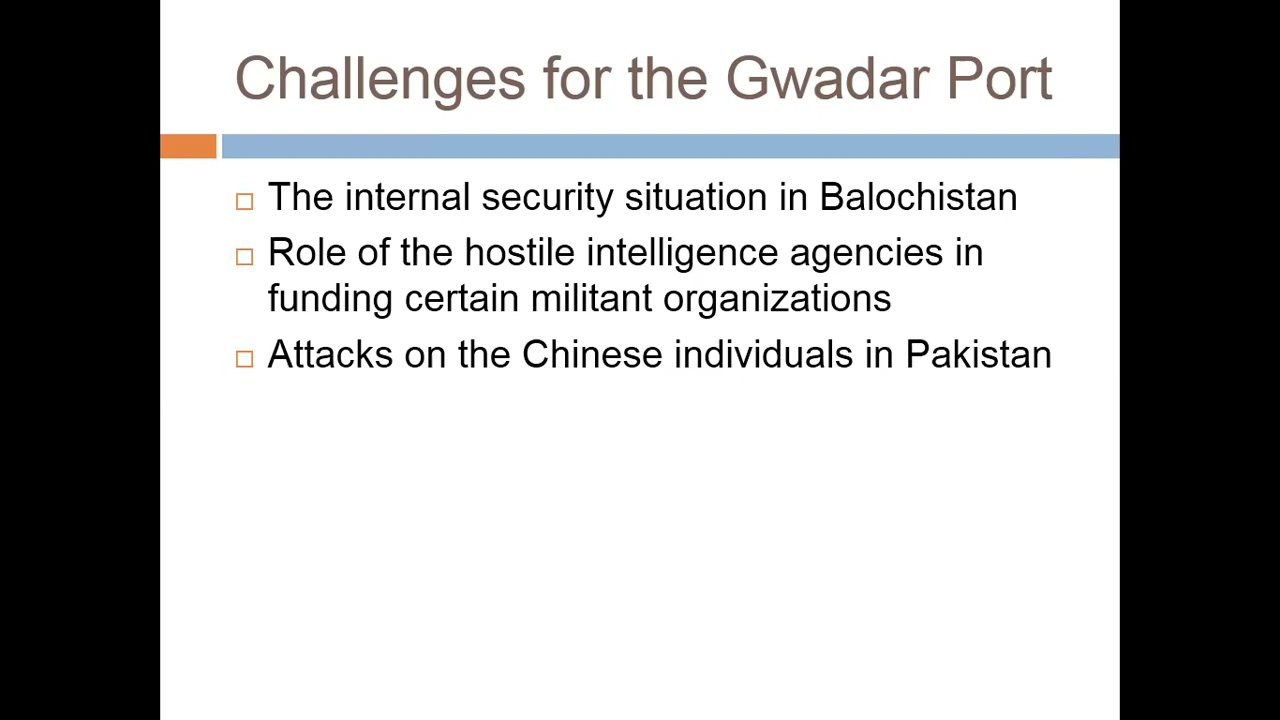 Challenges for the Gwadar Port
The internal security situation in Balochistan
Role of the hostile intelligence agencies in
funding certain militant organizations
Attacks on the Chinese individuals in Pakistan